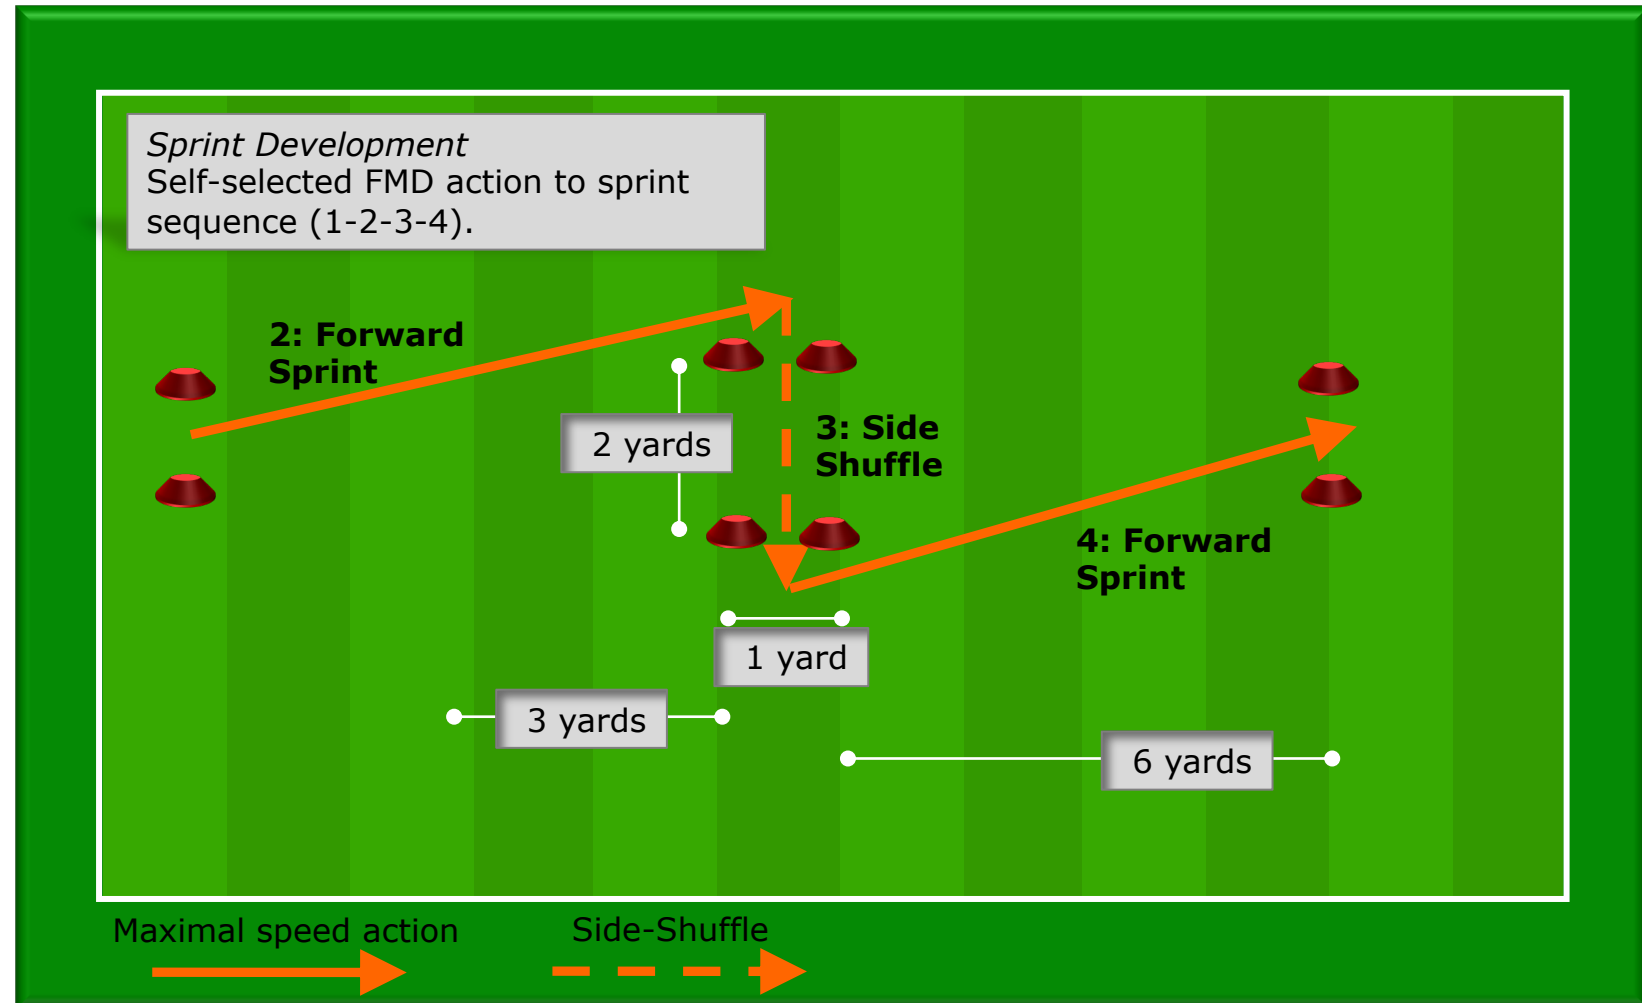 Sprint Development
Self-selected FMD action to sprint
sequence (1-2-3-4).
2: Forward
Sprint
2 yards
3: Side
Shuffle
4: Forward
Sprint
1 yard
3 yards
6 yards
Maximal speed action
Side-Shuffle